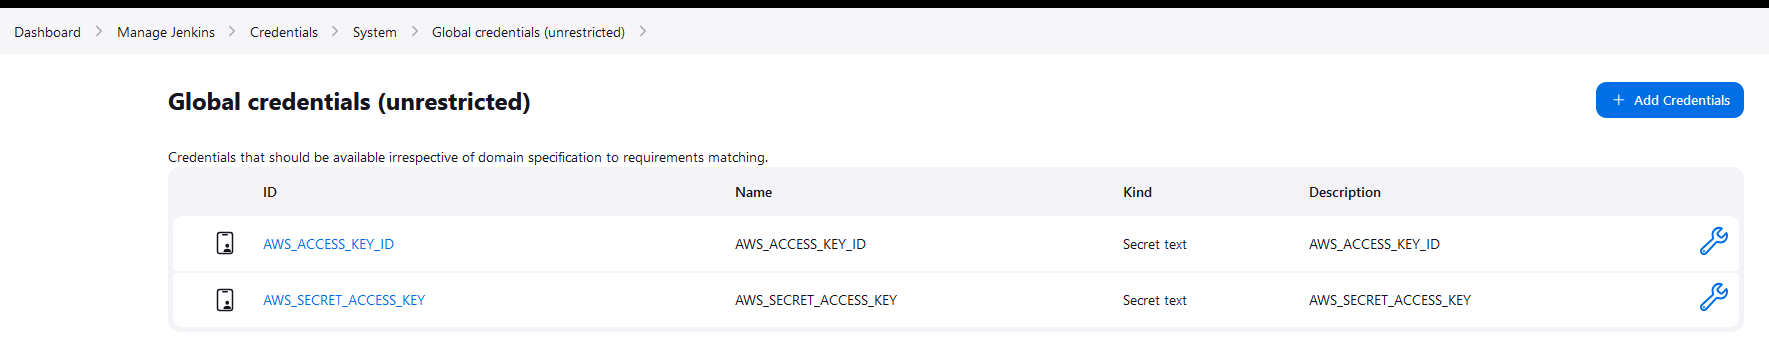 Dashboard > Manage Jenkins > Credentials > System > Global credentials (unrestricted) >
Global credentials (unrestricted)
+ Add Credentials
Credentials that should be available irrespective of domain specification to requirements matching.
ID Name Kind Description
AWS_ACCESS_KEY_ID AWS_ACCESS_KEY_ID Secret text AWS_ACCESS_KEY_ID
AWS_SECRET_ACCESS_KEY AWS_SECRET_ACCESS_KEY Secret text AWS_SECRET_ACCESS_KEY